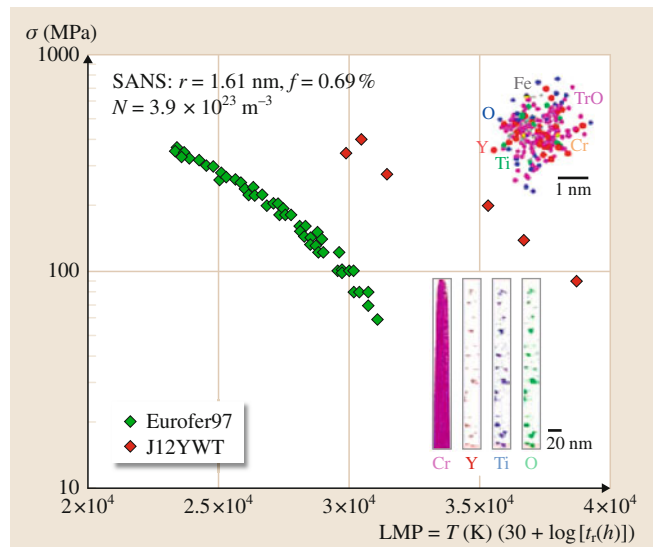 σ (MPa)
1000
SANS: r = 1.61 nm, f = 0.69%
N = 3.9 × 10²³ m⁻³
Fe
TrO
O
Y
Cr
Ti
1 nm
100
Eurofer97
J12YWT
20 nm
Cr Y Ti O
10
2×10⁴ 2.5×10⁴ 3×10⁴ 3.5×10⁴ 4×10⁴
LMP = T (K) (30 + log[tᵣ(h)])